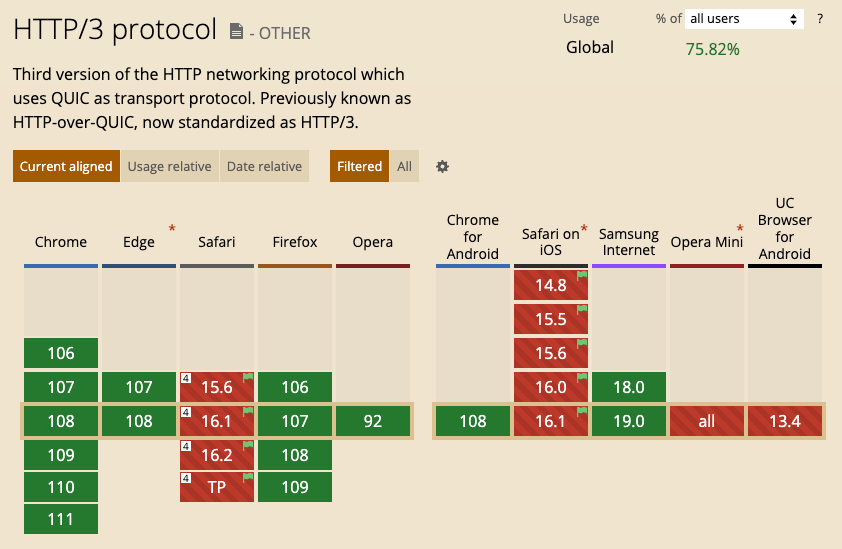 HTTP/3 protocol - OTHER
Usage % of all users ?
Global 75.82%
Third version of the HTTP networking protocol which
uses QUIC as transport protocol. Previously known as
HTTP-over-QUIC, now standardized as HTTP/3.
Current aligned Usage relative Date relative Filtered All
Chrome Edge * Safari Firefox Opera
Chrome
for
Android
Safari on *
iOS
Samsung
Internet
Opera Mini *
UC
Browser
for
Android
14.8
15.5
106 15.6
107 107 4 15.6 106 16.0 18.0
108 108 4 16.1 107 92 108 16.1 19.0 all 13.4
109 4 16.2 108
110 4 TP 109
111